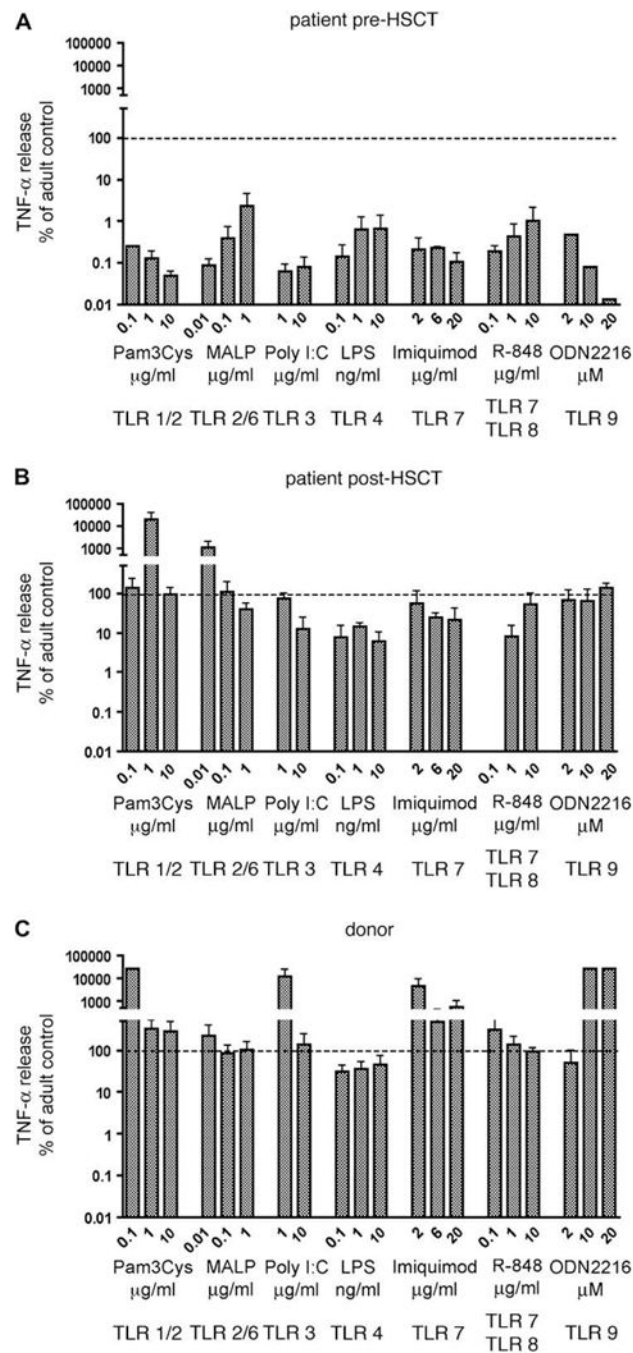 A
patient pre-HSCT
TNF-α release
% of adult control
100000
10000
1000
100
10
1
0.1
0.01
0.1 1 10 0.01 0.1 1 1 10 0.1 1 10 2 6 20 0.1 1 10 2 10 20
Pam3Cys MALP Poly I:C LPS Imiquimod R-848 ODN2216
μg/ml μg/ml μg/ml ng/ml μg/ml μg/ml μM
TLR 1/2 TLR 2/6 TLR 3 TLR 4 TLR 7 TLR 7 TLR 9
TLR 8
B
patient post-HSCT
TNF-α release
% of adult control
100000
10000
1000
100
10
1
0.1
0.01
0.1 1 10 0.01 0.1 1 1 10 0.1 1 10 2 6 20 0.1 1 10 2 10 20
Pam3Cys MALP Poly I:C LPS Imiquimod R-848 ODN2216
μg/ml μg/ml μg/ml ng/ml μg/ml μg/ml μM
TLR 1/2 TLR 2/6 TLR 3 TLR 4 TLR 7 TLR 7 TLR 9
TLR 8
C
donor
TNF-α release
% of adult control
100000
10000
1000
100
10
1
0.1
0.01
0.1 1 10 0.01 0.1 1 1 10 0.1 1 10 2 6 20 0.1 1 10 2 10 20
Pam3Cys MALP Poly I:C LPS Imiquimod R-848 ODN2216
μg/ml μg/ml μg/ml ng/ml μg/ml μg/ml μM
TLR 1/2 TLR 2/6 TLR 3 TLR 4 TLR 7 TLR 7 TLR 9
TLR 8